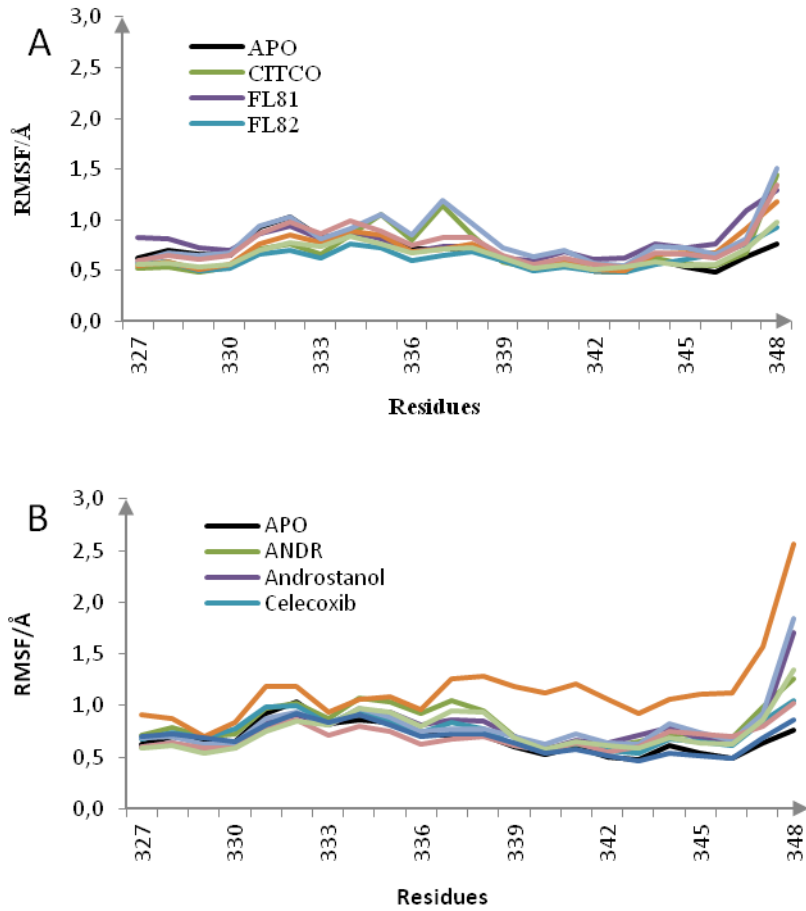 A
3,0
2,5
2,0
1,5
1,0
0,5
0,0
RMSF/Å
APO
CITCO
FL81
FL82
327
330
333
336
339
342
345
348
Residues
B
3,0
2,5
2,0
1,5
1,0
0,5
0,0
RMSF/Å
APO
ANDR
Androstanol
Celecoxib
327
330
333
336
339
342
345
348
Residues